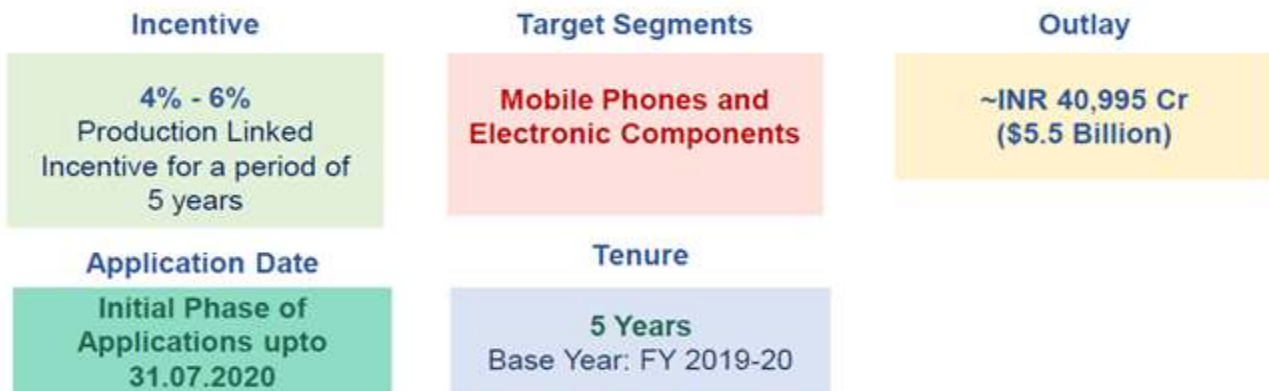 Incentive
4% - 6%
Production Linked
Incentive for a period of
5 years
Target Segments
Mobile Phones and
Electronic Components
Outlay
~INR 40,995 Cr
($5.5 Billion)
Application Date
Initial Phase of
Applications upto
31.07.2020
Tenure
5 Years
Base Year: FY 2019-20